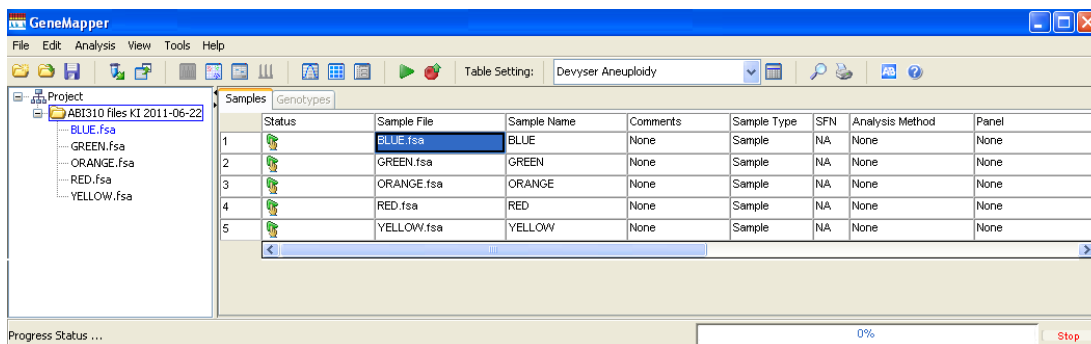 GeneMapper
File Edit Analysis View Tools Help
Table Setting: Devyser Aneuploidy AB ?
Project
ABI310 files KI 2011-06-22
BLUE.fsa
GREEN.fsa
ORANGE.fsa
RED.fsa
YELLOW.fsa
Samples Genotypes
Status Sample File Sample Name Comments Sample Type SFN Analysis Method Panel
1 BLUE.fsa BLUE None Sample NA None None
2 GREEN.fsa GREEN None Sample NA None None
3 ORANGE.fsa ORANGE None Sample NA None None
4 RED.fsa RED None Sample NA None None
5 YELLOW.fsa YELLOW None Sample NA None None
Progress Status ... 0% Stop